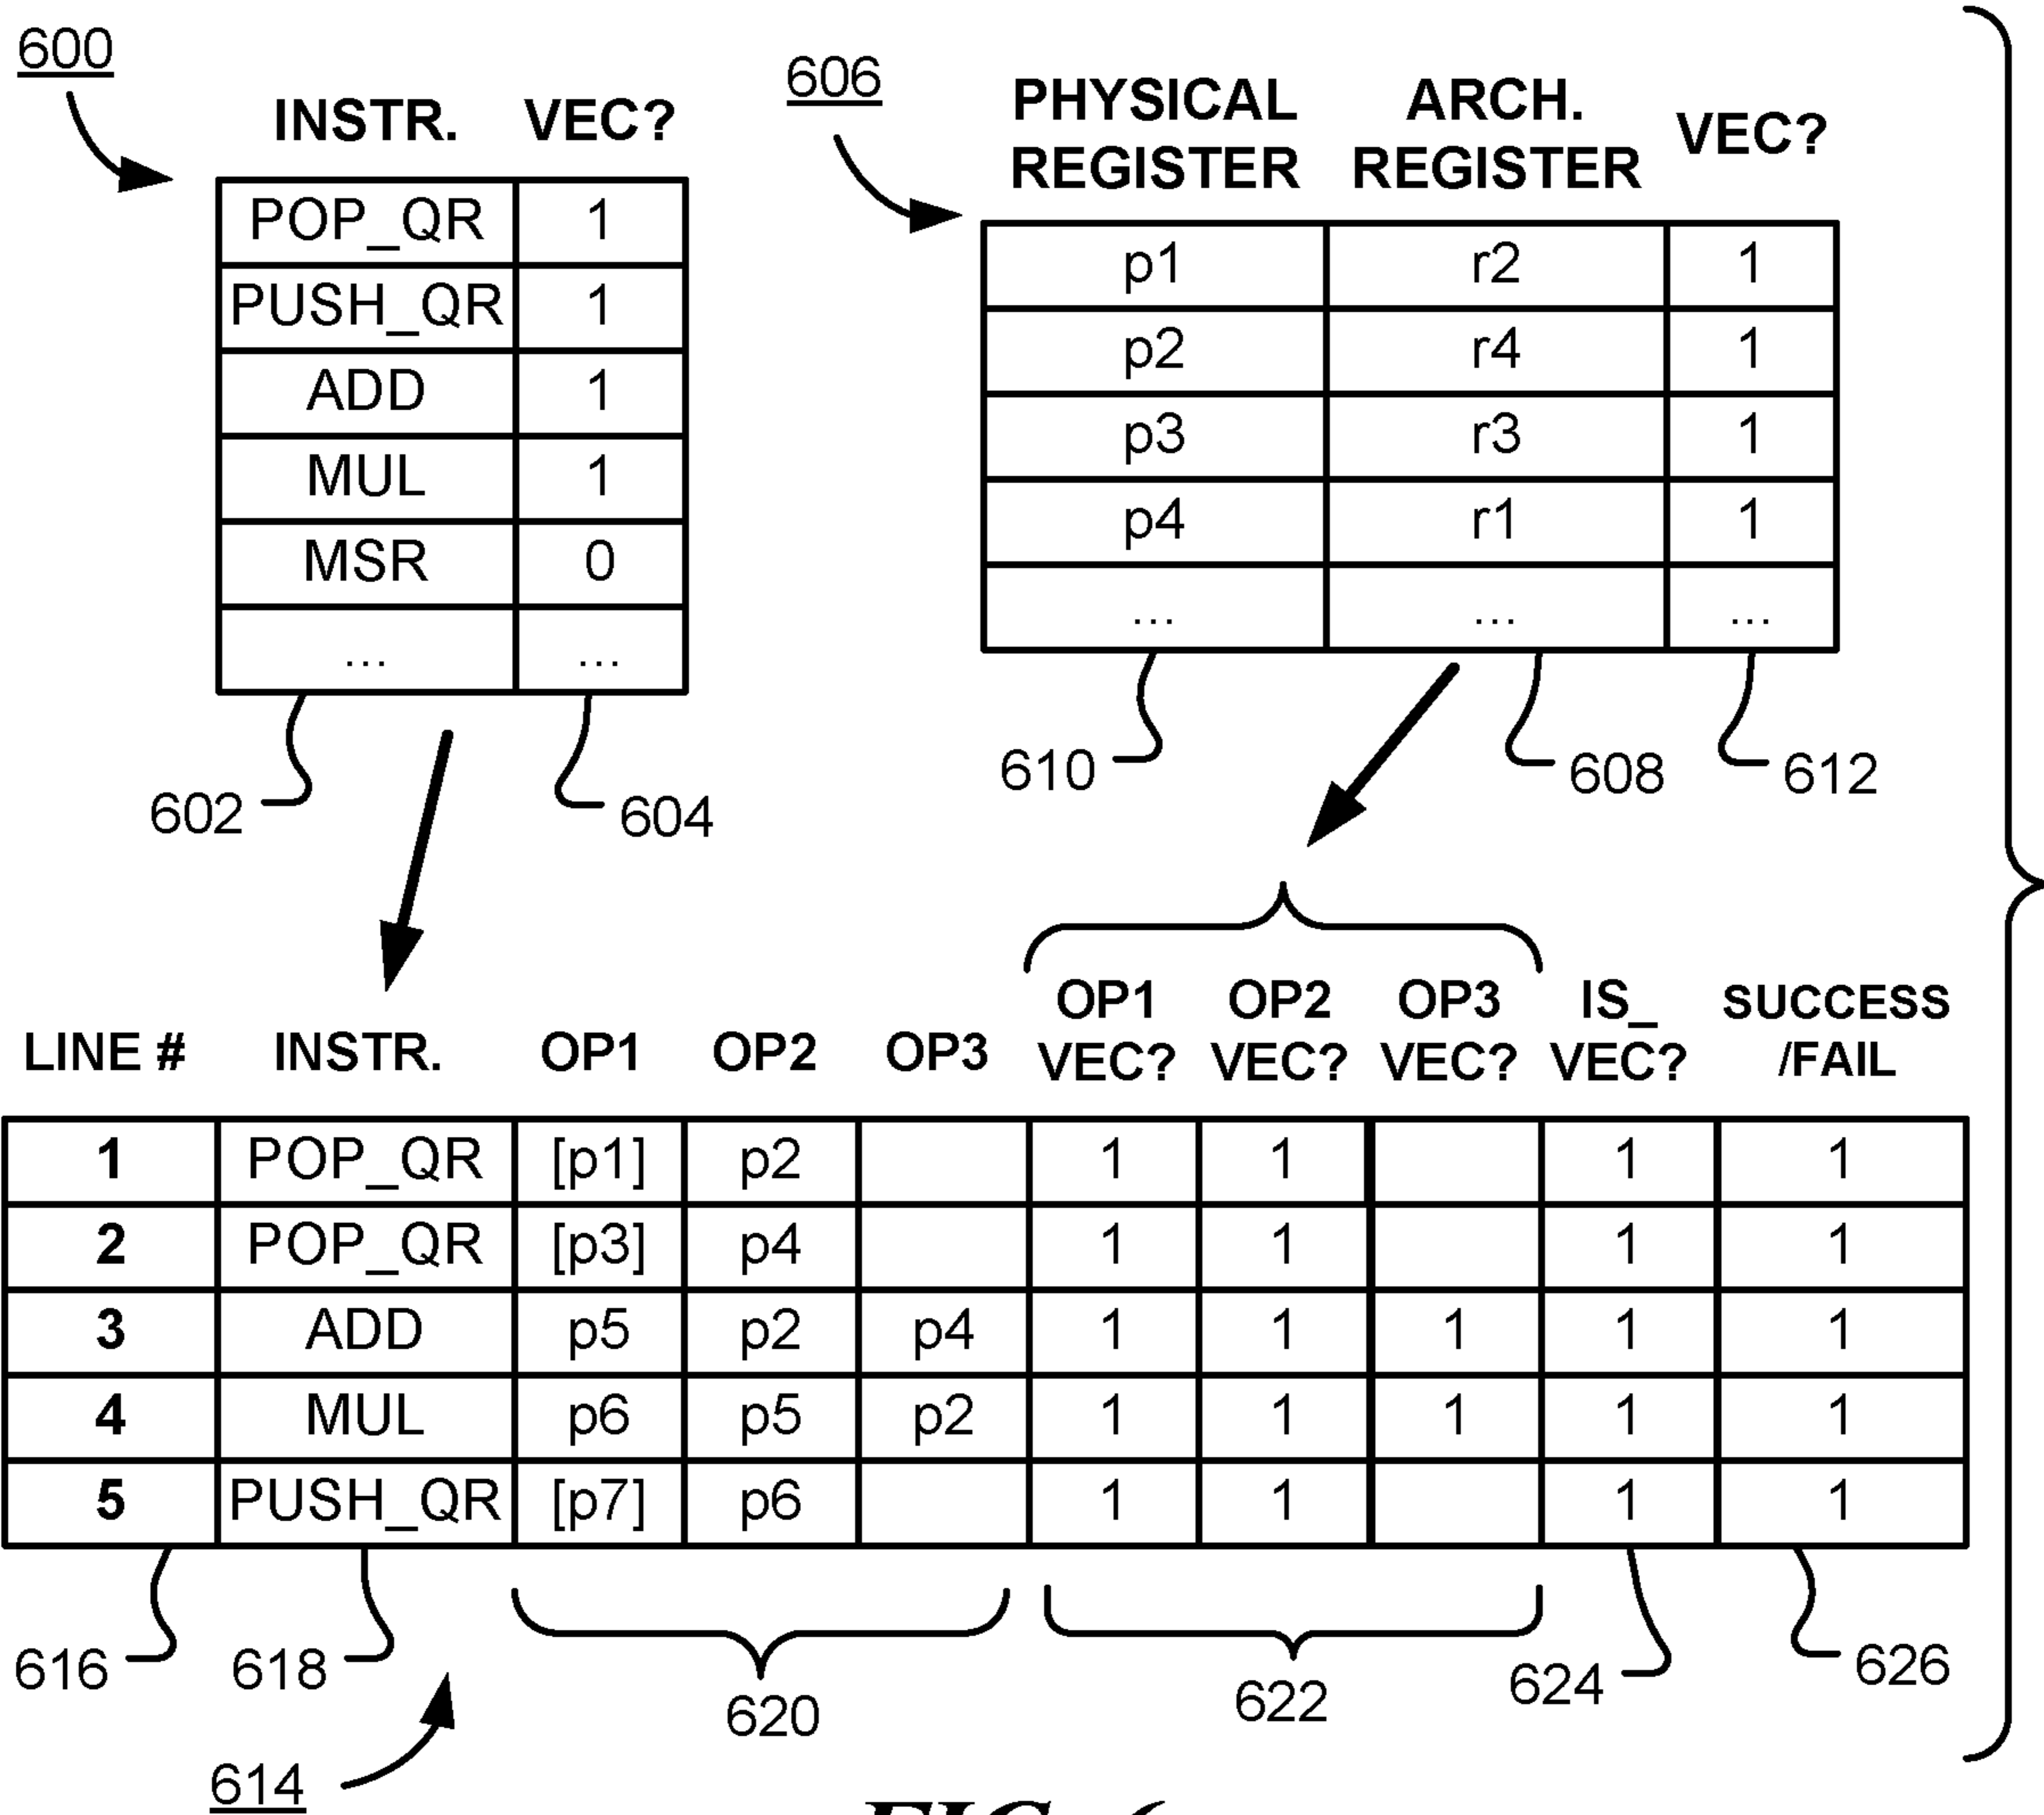 600
INSTR. VEC?
POP_QR 1
PUSH_QR 1
ADD 1
MUL 1
MSR 0
... ...
602 604
606
PHYSICAL REGISTER ARCH. REGISTER VEC?
p1 r2 1
p2 r4 1
p3 r3 1
p4 r1 1
... ... ...
610 608 612
LINE # INSTR. OP1 OP2 OP3 OP1 VEC? OP2 VEC? OP3 VEC? IS_ VEC? SUCCESS /FAIL
1 POP_QR [p1] p2 1 1 1 1
2 POP_QR [p3] p4 1 1 1 1
3 ADD p5 p2 p4 1 1 1 1 1
4 MUL p6 p5 p2 1 1 1 1 1
5 PUSH_QR [p7] p6 1 1 1 1
616 618 620 622 624 626
614